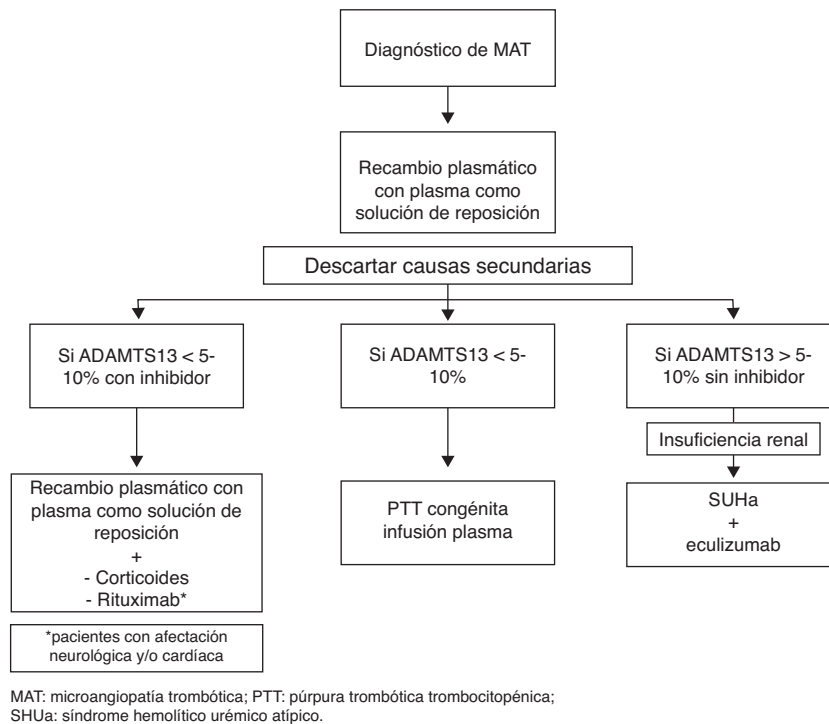 Diagnóstico de MAT
Recambio plasmático
con plasma como
solución de reposición
Descartar causas secundarias
Si ADAMTS13 < 5-
10% con inhibidor
Si ADAMTS13 < 5-
10%
Si ADAMTS13 > 5-
10% sin inhibidor
Insuficiencia renal
Recambio plasmático con
plasma como solución de
reposición
+
- Corticoides
- Rituximab*
PTT congénita
infusión plasma
SUHa
+
eculizumab
*pacientes con afectación
neurológica y/o cardíaca
MAT: microangiopatía trombótica; PTT: púrpura trombótica trombocitopénica;
SHUa: síndrome hemolítico urémico atípico.